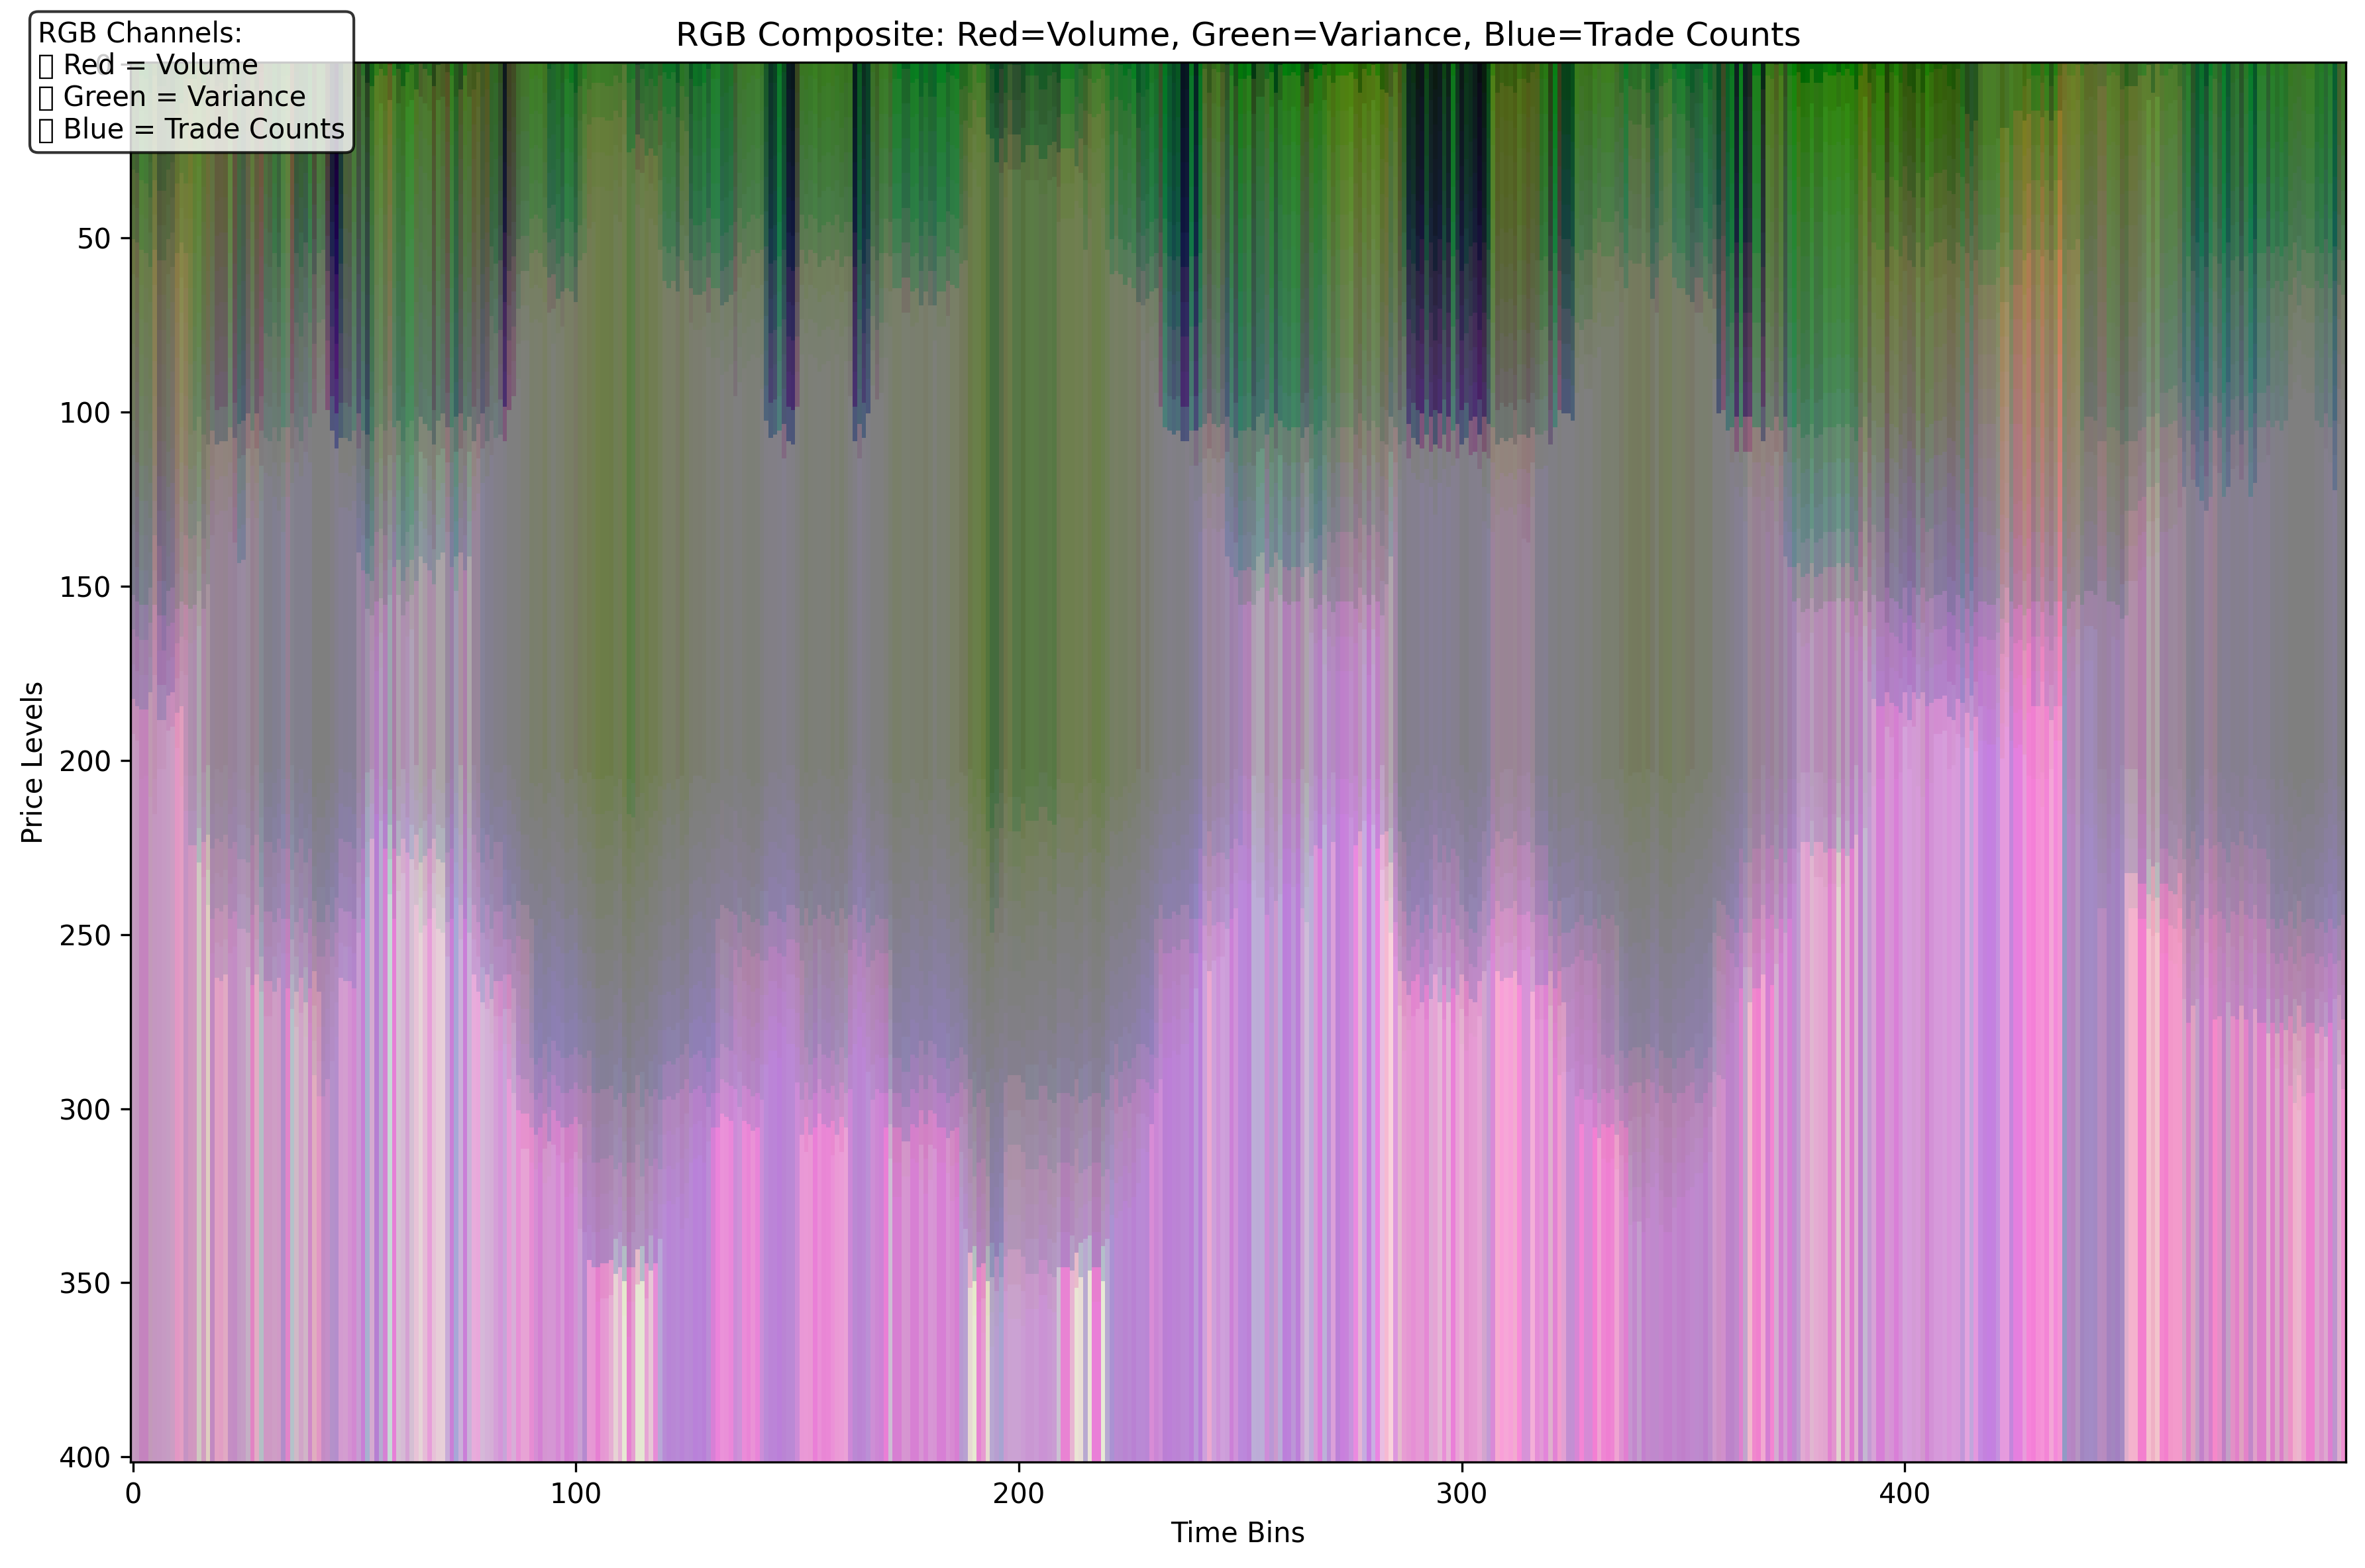 RGB Composite: Red=Volume, Green=Variance, Blue=Trade Counts
RGB Channels:
Red = Volume
Green = Variance
Blue = Trade Counts
Price Levels
0
50
100
150
200
250
300
350
400
0
100
200
300
400
Time Bins